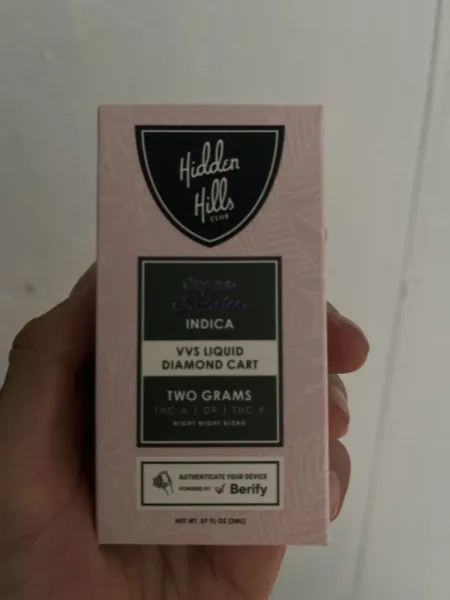 Hidden
Hills
CLUB
INDICA
VVS LIQUID
DIAMOND CART
TWO GRAMS
THC-A | D9 | THC-P
NIGHT NIGHT BLEND
AUTHENTICATE YOUR DEVICE
POWERED BY Berify
NET WT. .07 FL OZ (2ML)